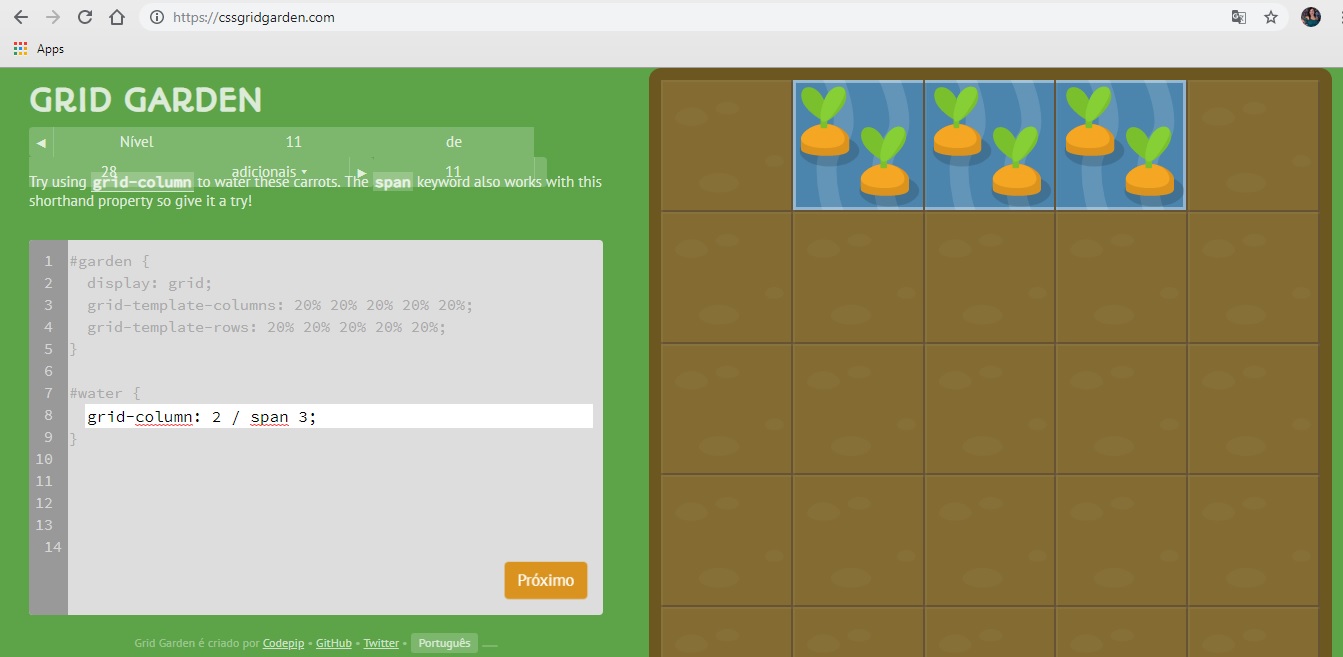 https://cssgridgarden.com
Apps
GRID GARDEN
◀ Nível 11 de
28 adicionais ▾ ▶ 11
Try using grid-column to water these carrots. The span keyword also works with this
shorthand property so give it a try!
1 #garden {
2 display: grid;
3 grid-template-columns: 20% 20% 20% 20% 20%;
4 grid-template-rows: 20% 20% 20% 20% 20%;
5 }
6
7 #water {
8 grid-column: 2 / span 3;
9 }
10
11
12
13
14
Próximo
Grid Garden é criado por Codepip • GitHub • Twitter • Português